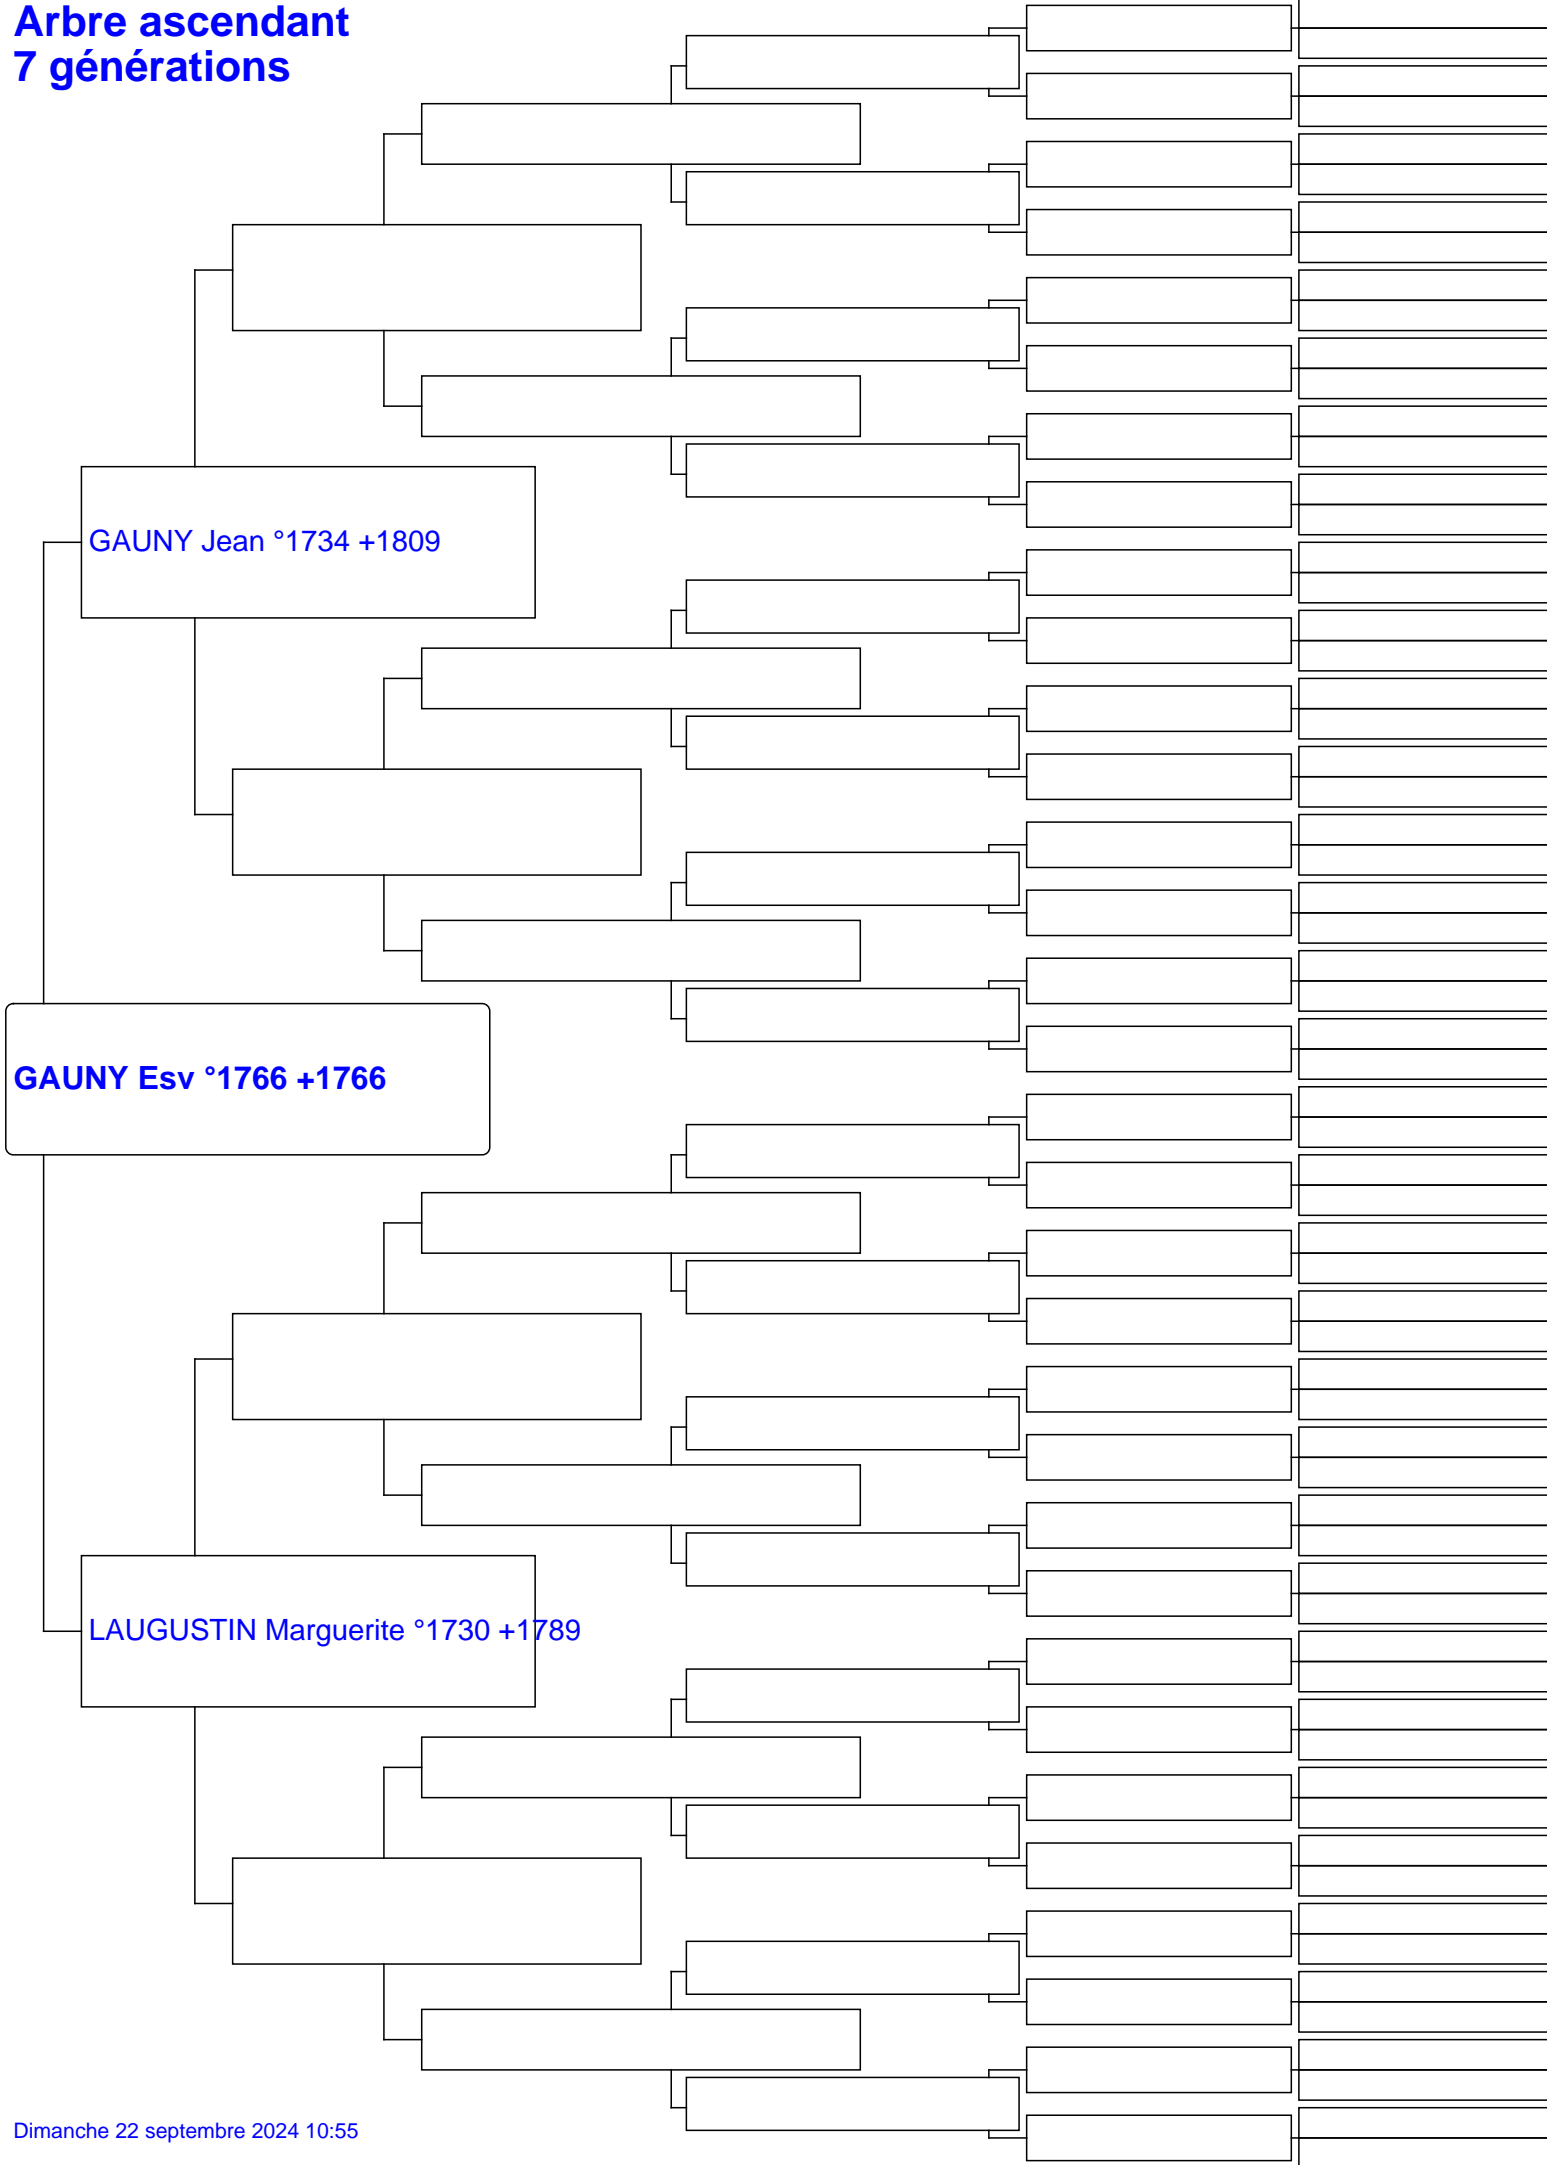 Arbre ascendant
7 générations
GAUNY Jean °1734 +1809
GAUNY Esv °1766 +1766
LAUGUSTIN Marguerite °1730 +1789
Dimanche 22 septembre 2024 10:55